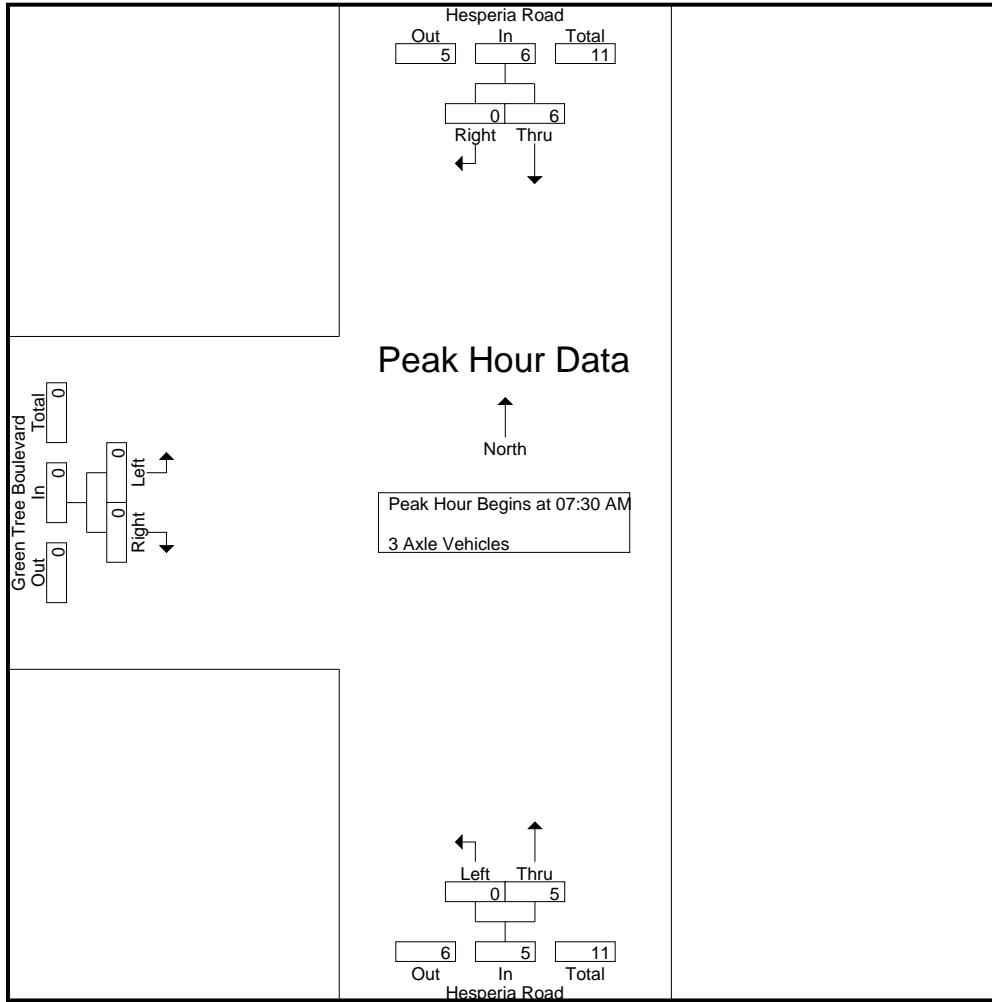 Hesperia Road
Out In Total
5 6 11
0 6
Right Thru
Peak Hour Data
North
Peak Hour Begins at 07:30 AM
3 Axle Vehicles
Green Tree Boulevard
Out In Total
0 0 0
0 0
Right Left
Left Thru
0 5
6 5 11
Out In Total
Hesperia Road